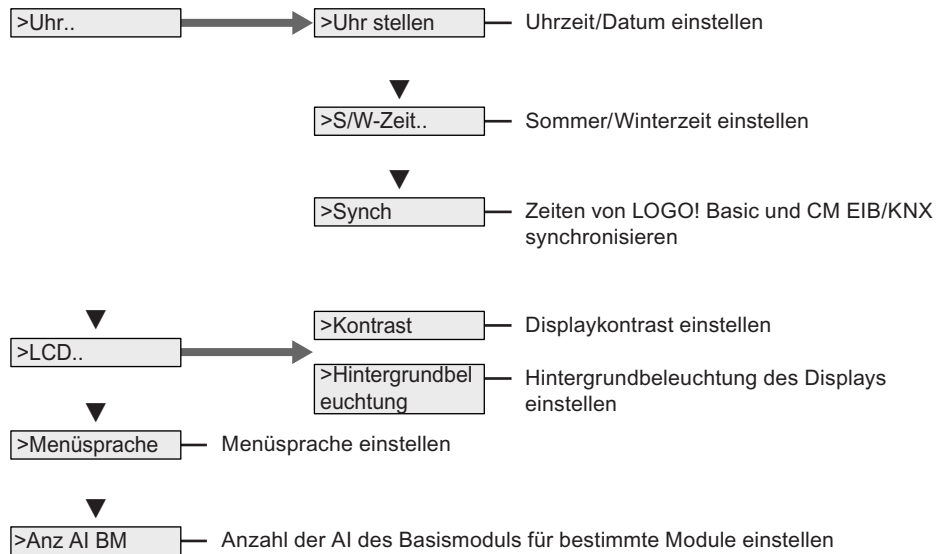 >Uhr..
>Uhr stellen
Uhrzeit/Datum einstellen
>S/W-Zeit..
Sommer/Winterzeit einstellen
>Synch
Zeiten von LOGO! Basic und CM EIB/KNX
synchronisieren
>LCD..
>Kontrast
Displaykontrast einstellen
>Hintergrundbel
euchtung
Hintergrundbeleuchtung des Displays
einstellen
>Menüsprache
Menüsprache einstellen
>Anz AI BM
Anzahl der AI des Basismoduls für bestimmte Module einstellen